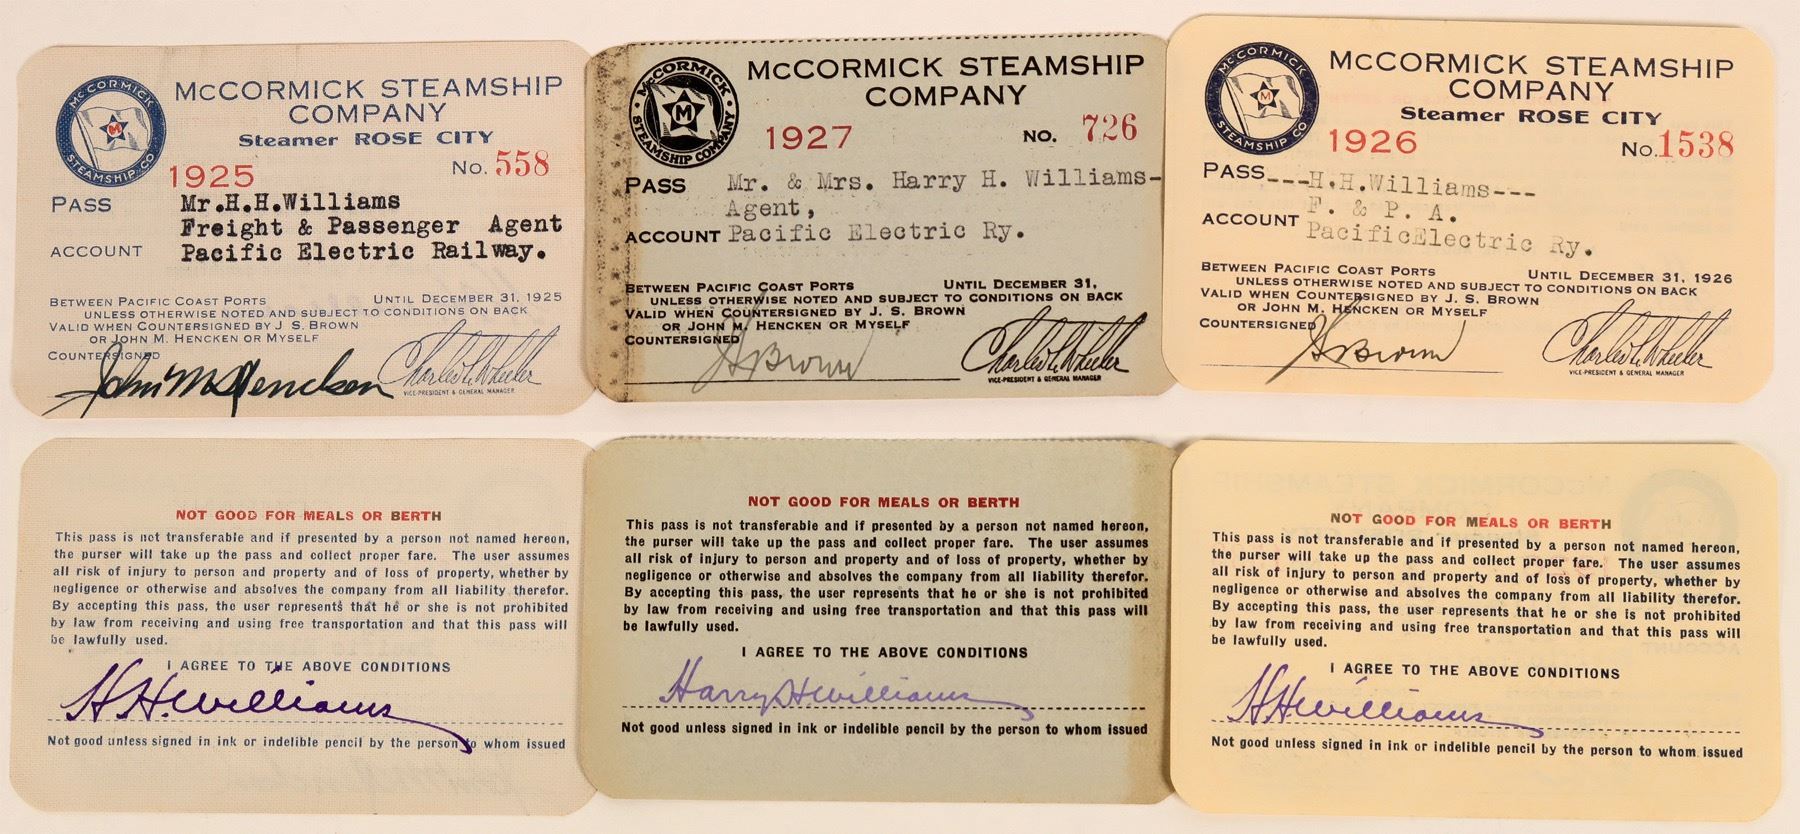 McCORMICK STEAMSHIP CO.
McCORMICK STEAMSHIP
COMPANY
Steamer ROSE CITY
M
1925
No. 558
PASS Mr.H.H.Williams
Freight & Passenger Agent
ACCOUNT Pacific Electric Railway.
BETWEEN PACIFIC COAST PORTS UNTIL DECEMBER 31, 1925
UNLESS OTHERWISE NOTED AND SUBJECT TO CONDITIONS ON BACK
VALID WHEN COUNTERSIGNED BY J. S. BROWN
OR JOHN M. HENCKEN OR MYSELF
COUNTERSIGNED
John M Hencken
Charles L. Wheeler
VICE-PRESIDENT & GENERAL MANAGER
McCORMICK STEAMSHIP COMPANY
McCORMICK STEAMSHIP
COMPANY
M
1927 NO. 726
PASS Mr. & Mrs. Harry H. Williams-
Agent,
ACCOUNT Pacific Electric Ry.
BETWEEN PACIFIC COAST PORTS UNTIL DECEMBER 31,
UNLESS OTHERWISE NOTED AND SUBJECT TO CONDITIONS ON BACK
VALID WHEN COUNTERSIGNED BY J. S. BROWN
OR JOHN M. HENCKEN OR MYSELF
COUNTERSIGNED
JSBrown
Charles L. Wheeler
VICE-PRESIDENT & GENERAL MANAGER
McCORMICK STEAMSHIP CO.
McCORMICK STEAMSHIP
COMPANY
Steamer ROSE CITY
M
1926
No. 1538
PASS---H.H.Williams---
F. & P. A.
ACCOUNT PacificElectric Ry.
BETWEEN PACIFIC COAST PORTS UNTIL DECEMBER 31, 1926
UNLESS OTHERWISE NOTED AND SUBJECT TO CONDITIONS ON BACK
VALID WHEN COUNTERSIGNED BY J. S. BROWN
OR JOHN M. HENCKEN OR MYSELF
COUNTERSIGNED
JSBrown
Charles L. Wheeler
VICE-PRESIDENT & GENERAL MANAGER
NOT GOOD FOR MEALS OR BERTH
This pass is not transferable and if presented by a person not named hereon,
the purser will take up the pass and collect proper fare. The user assumes
all risk of injury to person and property and of loss of property, whether by
negligence or otherwise and absolves the company from all liability therefor.
By accepting this pass, the user represents that he or she is not prohibited
by law from receiving and using free transportation and that this pass will
be lawfully used.
I AGREE TO THE ABOVE CONDITIONS
H.H.Williams
Not good unless signed in ink or indelible pencil by the person to whom issued
NOT GOOD FOR MEALS OR BERTH
This pass is not transferable and if presented by a person not named hereon,
the purser will take up the pass and collect proper fare. The user assumes
all risk of injury to person and property and of loss of property, whether by
negligence or otherwise and absolves the company from all liability therefor.
By accepting this pass, the user represents that he or she is not prohibited
by law from receiving and using free transportation and that this pass will
be lawfully used.
I AGREE TO THE ABOVE CONDITIONS
Harry H Williams
Not good unless signed in ink or indelible pencil by the person to whom issued
NOT GOOD FOR MEALS OR BERTH
This pass is not transferable and if presented by a person not named hereon,
the purser will take up the pass and collect proper fare. The user assumes
all risk of injury to person and property and of loss of property, whether by
negligence or otherwise and absolves the company from all liability therefor.
By accepting this pass, the user represents that he or she is not prohibited
by law from receiving and using free transportation and that this pass will
be lawfully used.
I AGREE TO THE ABOVE CONDITIONS
H.H.Williams
Not good unless signed in ink or indelible pencil by the person to whom issued